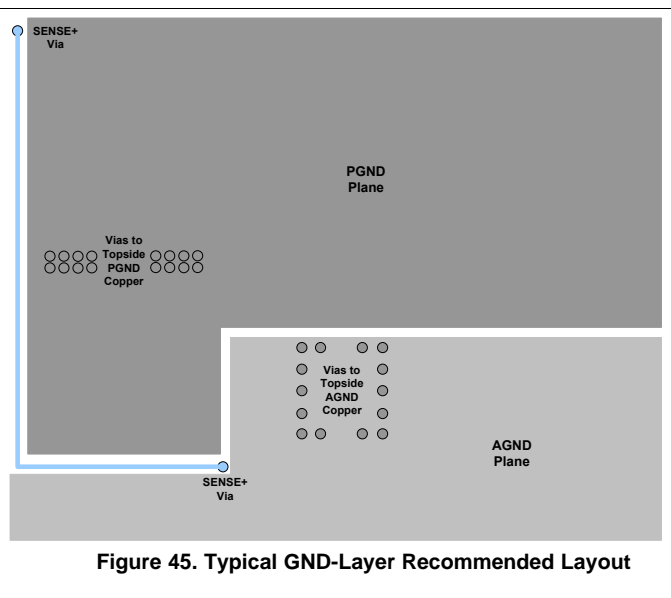 SENSE+
Via
PGND
Plane
Vias to
Topside
PGND
Copper
Vias to
Topside
AGND
Copper
AGND
Plane
SENSE+
Via
Figure 45. Typical GND-Layer Recommended Layout